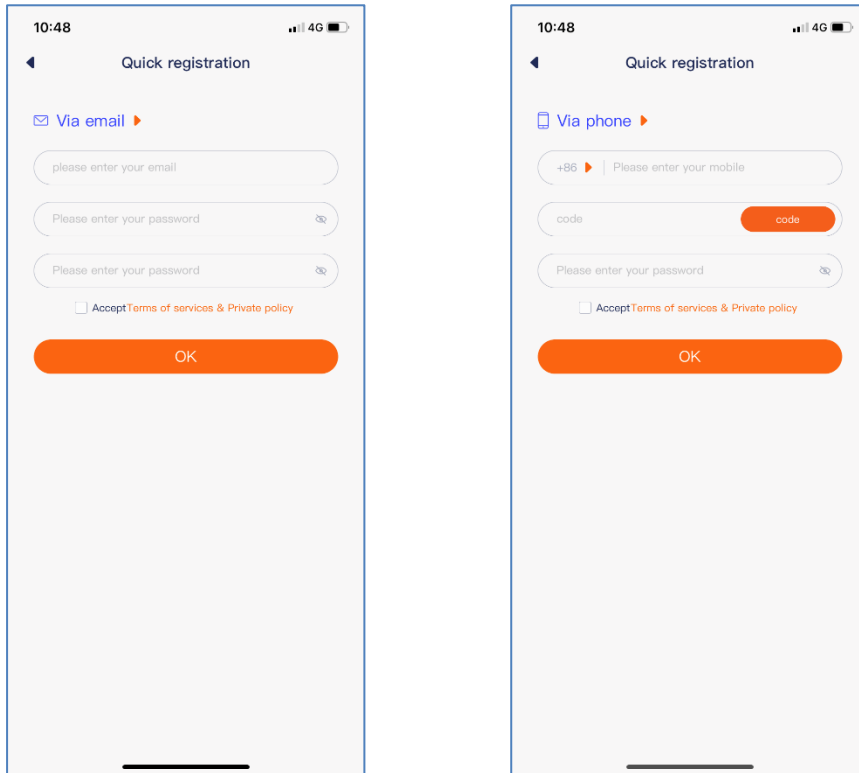 10:48
4G
Quick registration
Via email
please enter your email
Please enter your password
Please enter your password
AcceptTerms of services & Private policy
OK
10:48
4G
Quick registration
Via phone
+86 Please enter your mobile
code code
Please enter your password
AcceptTerms of services & Private policy
OK